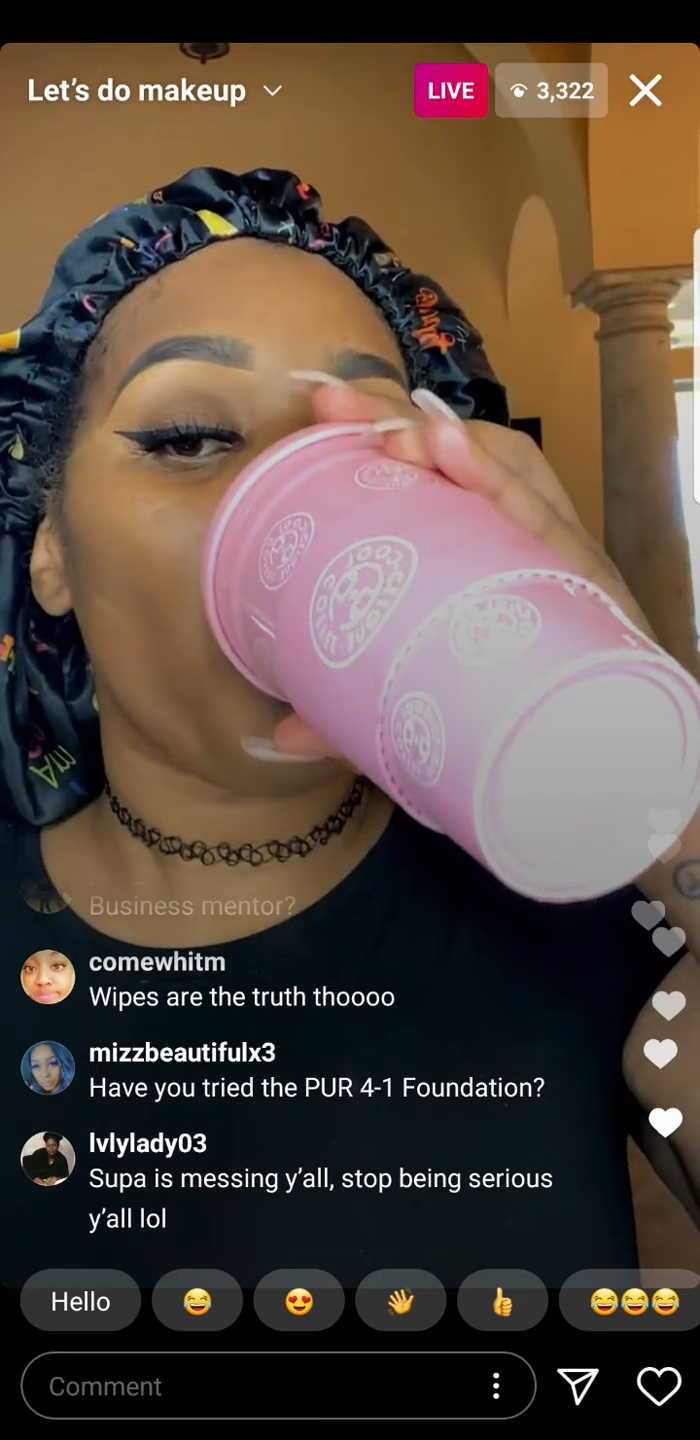 Let’s do makeup
LIVE
3,322
Business mentor?
comewhitm
Wipes are the truth thoooo
mizzbeautifulx3
Have you tried the PUR 4-1 Foundation?
lvlylady03
Supa is messing y’all, stop being serious
y’all lol
Hello
😂
😍
👋
👍
😂😂😂
Comment